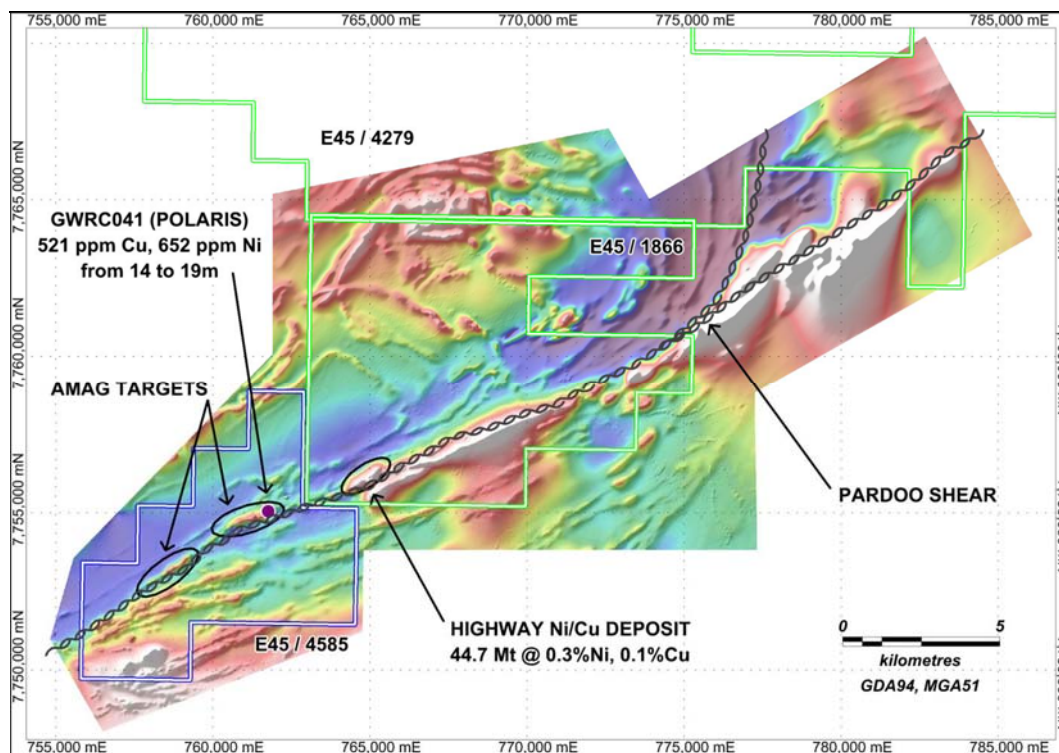 755,000 mE
760,000 mE
765,000 mE
770,000 mE
775,000 mE
780,000 mE
785,000 mE
7,765,000 mN
7,760,000 mN
7,755,000 mN
7,750,000 mN
E45 / 4279
GWRC041 (POLARIS)
521 ppm Cu, 652 ppm Ni
from 14 to 19m
E45 / 1866
AMAG TARGETS
PARDOO SHEAR
HIGHWAY Ni/Cu DEPOSIT
44.7 Mt @ 0.3%Ni, 0.1%Cu
E45 / 4585
0
5
kilometres
GDA94, MGA51
755,000 mE
760,000 mE
765,000 mE
770,000 mE
775,000 mE
780,000 mE
785,000 mE